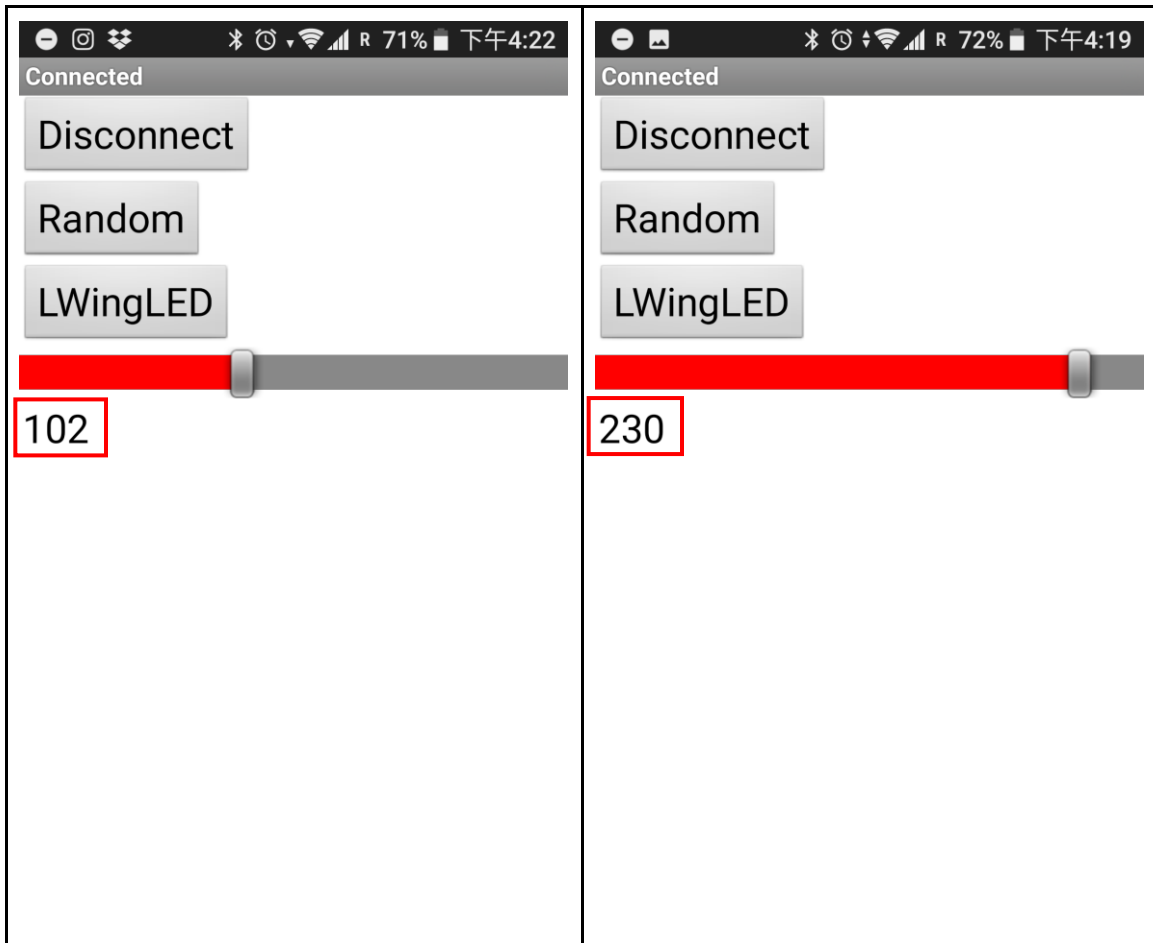 R 71% 下午4:22
Connected
Disconnect
Random
LWingLED
102
R 72% 下午4:19
Connected
Disconnect
Random
LWingLED
230